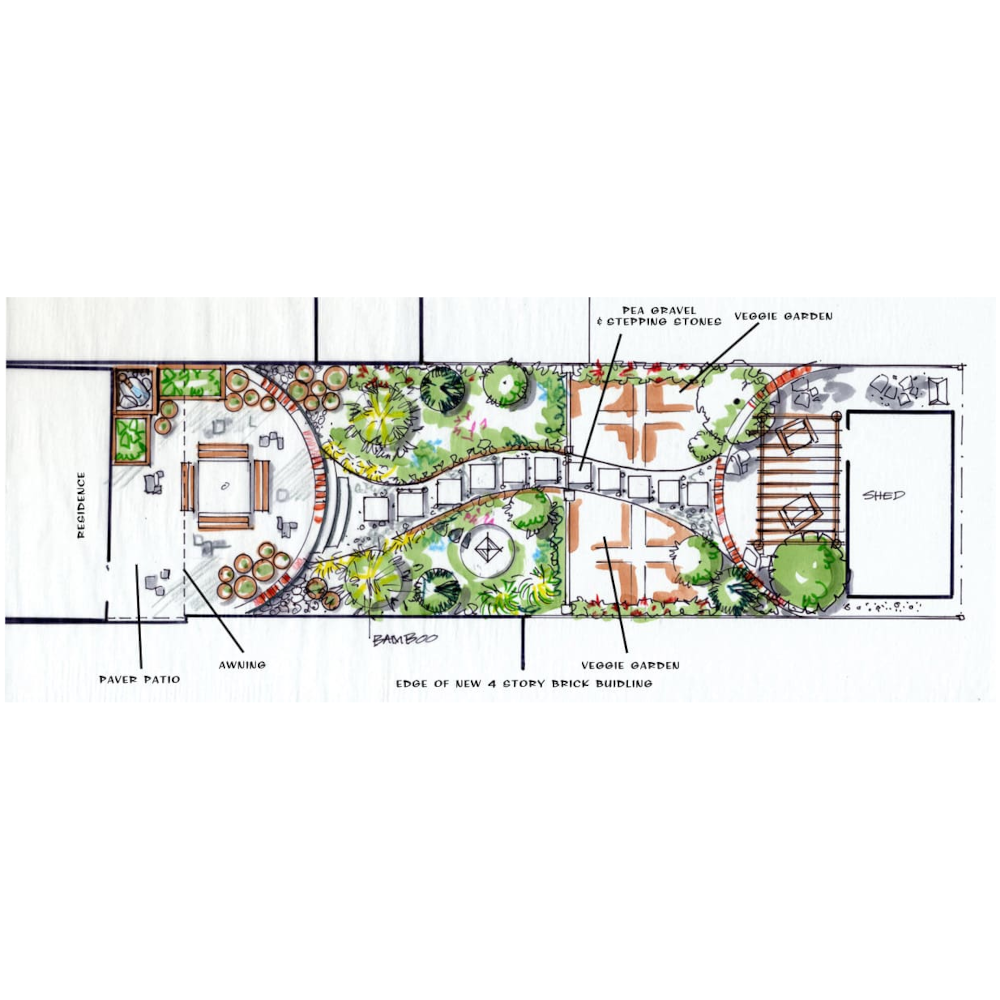 PEA GRAVEL
& STEPPING STONES
VEGGIE GARDEN
RESIDENCE
SHED
BAMBOO
AWNING
VEGGIE GARDEN
PAVER PATIO
EDGE OF NEW 4 STORY BRICK BUIDLING